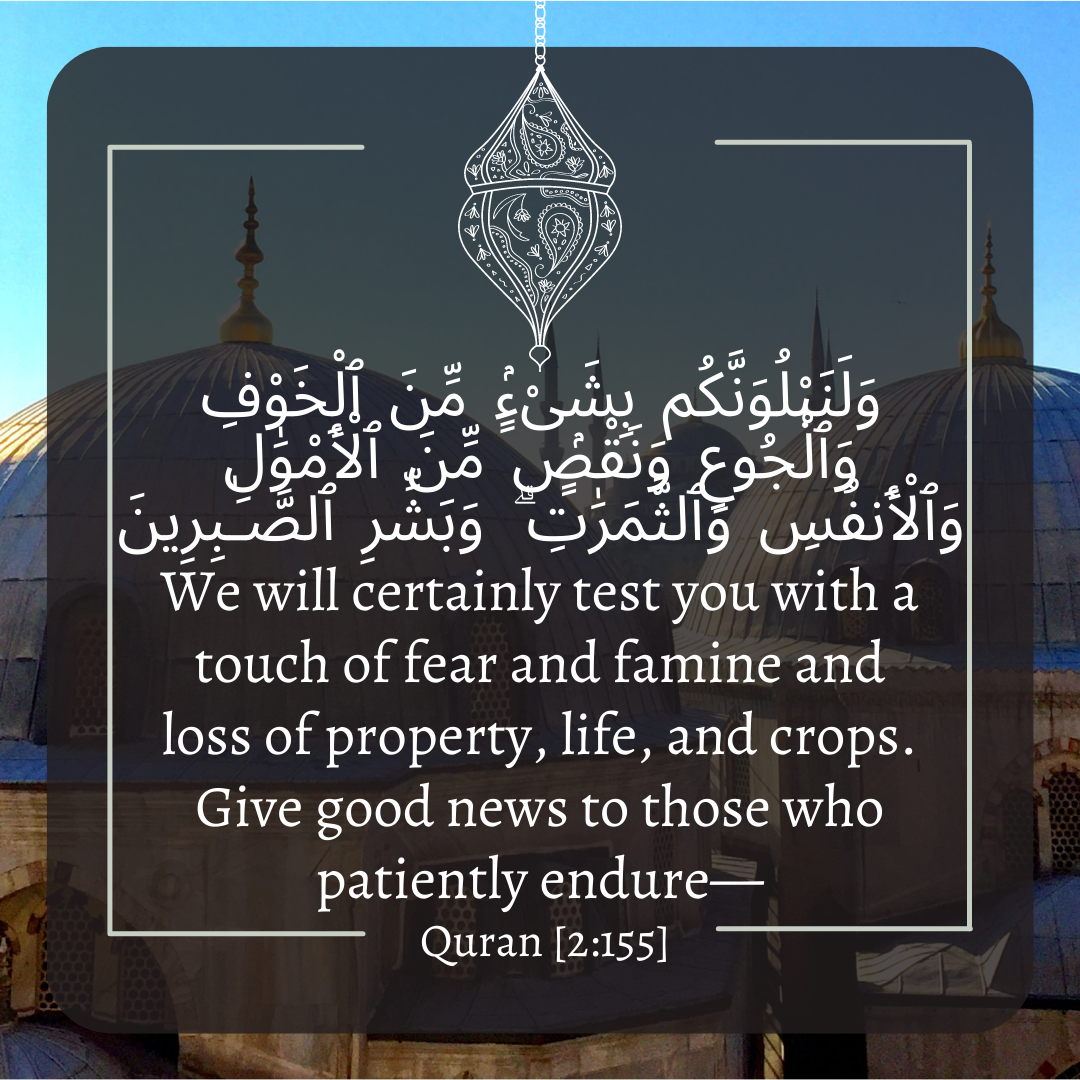 وَلَنَبْلُوَنَّكُم بِشَىْءٍۢ مِّنَ ٱلْخَوْفِ
وَٱلْجُوعِ وَنَقْصٍۢ مِّنَ ٱلْأَمْوَٰلِ
وَٱلْأَنفُسِ وَٱلثَّمَرَٰتِ ۗ وَبَشِّرِ ٱلصَّـٰبِرِينَ
We will certainly test you with a
touch of fear and famine and
loss of property, life, and crops.
Give good news to those who
patiently endure—
Quran [2:155]